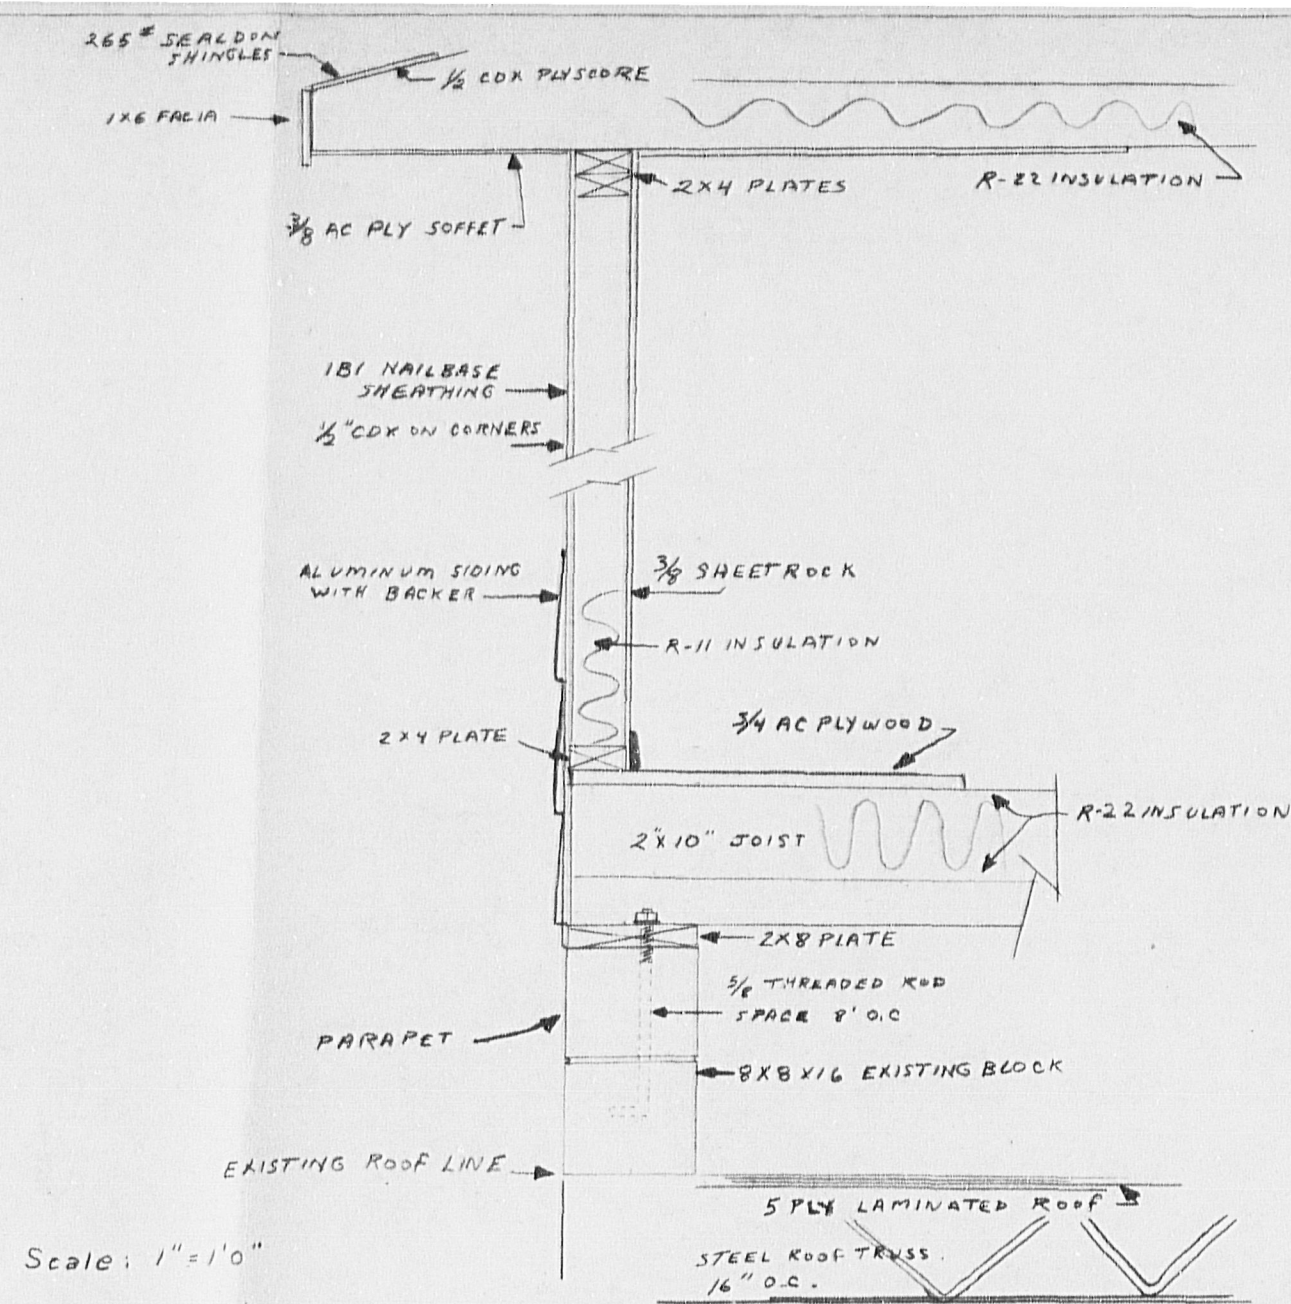 265# SEALDON
SHINGLES
1/2 CDX PLYSCORE
1X6 FACIA
2X4 PLATES
R-22 INSULATION
3/8 AC PLY SOFFET
IBI NAILBASE
SHEATHING
1/2" CDX ON CORNERS
ALUMINUM SIDING
WITH BACKER
3/8 SHEETROCK
R-11 INSULATION
2X4 PLATE
3/4 AC PLYWOOD
R-22 INSULATION
2"X10" JOIST
2X8 PLATE
5/8 THREADED ROD
SPACE 8' O.C
PARAPET
8X8X16 EXISTING BLOCK
EXISTING ROOF LINE
5 PLY LAMINATED ROOF
Scale: 1"=1'0"
STEEL ROOF TRUSS.
16" O.C.